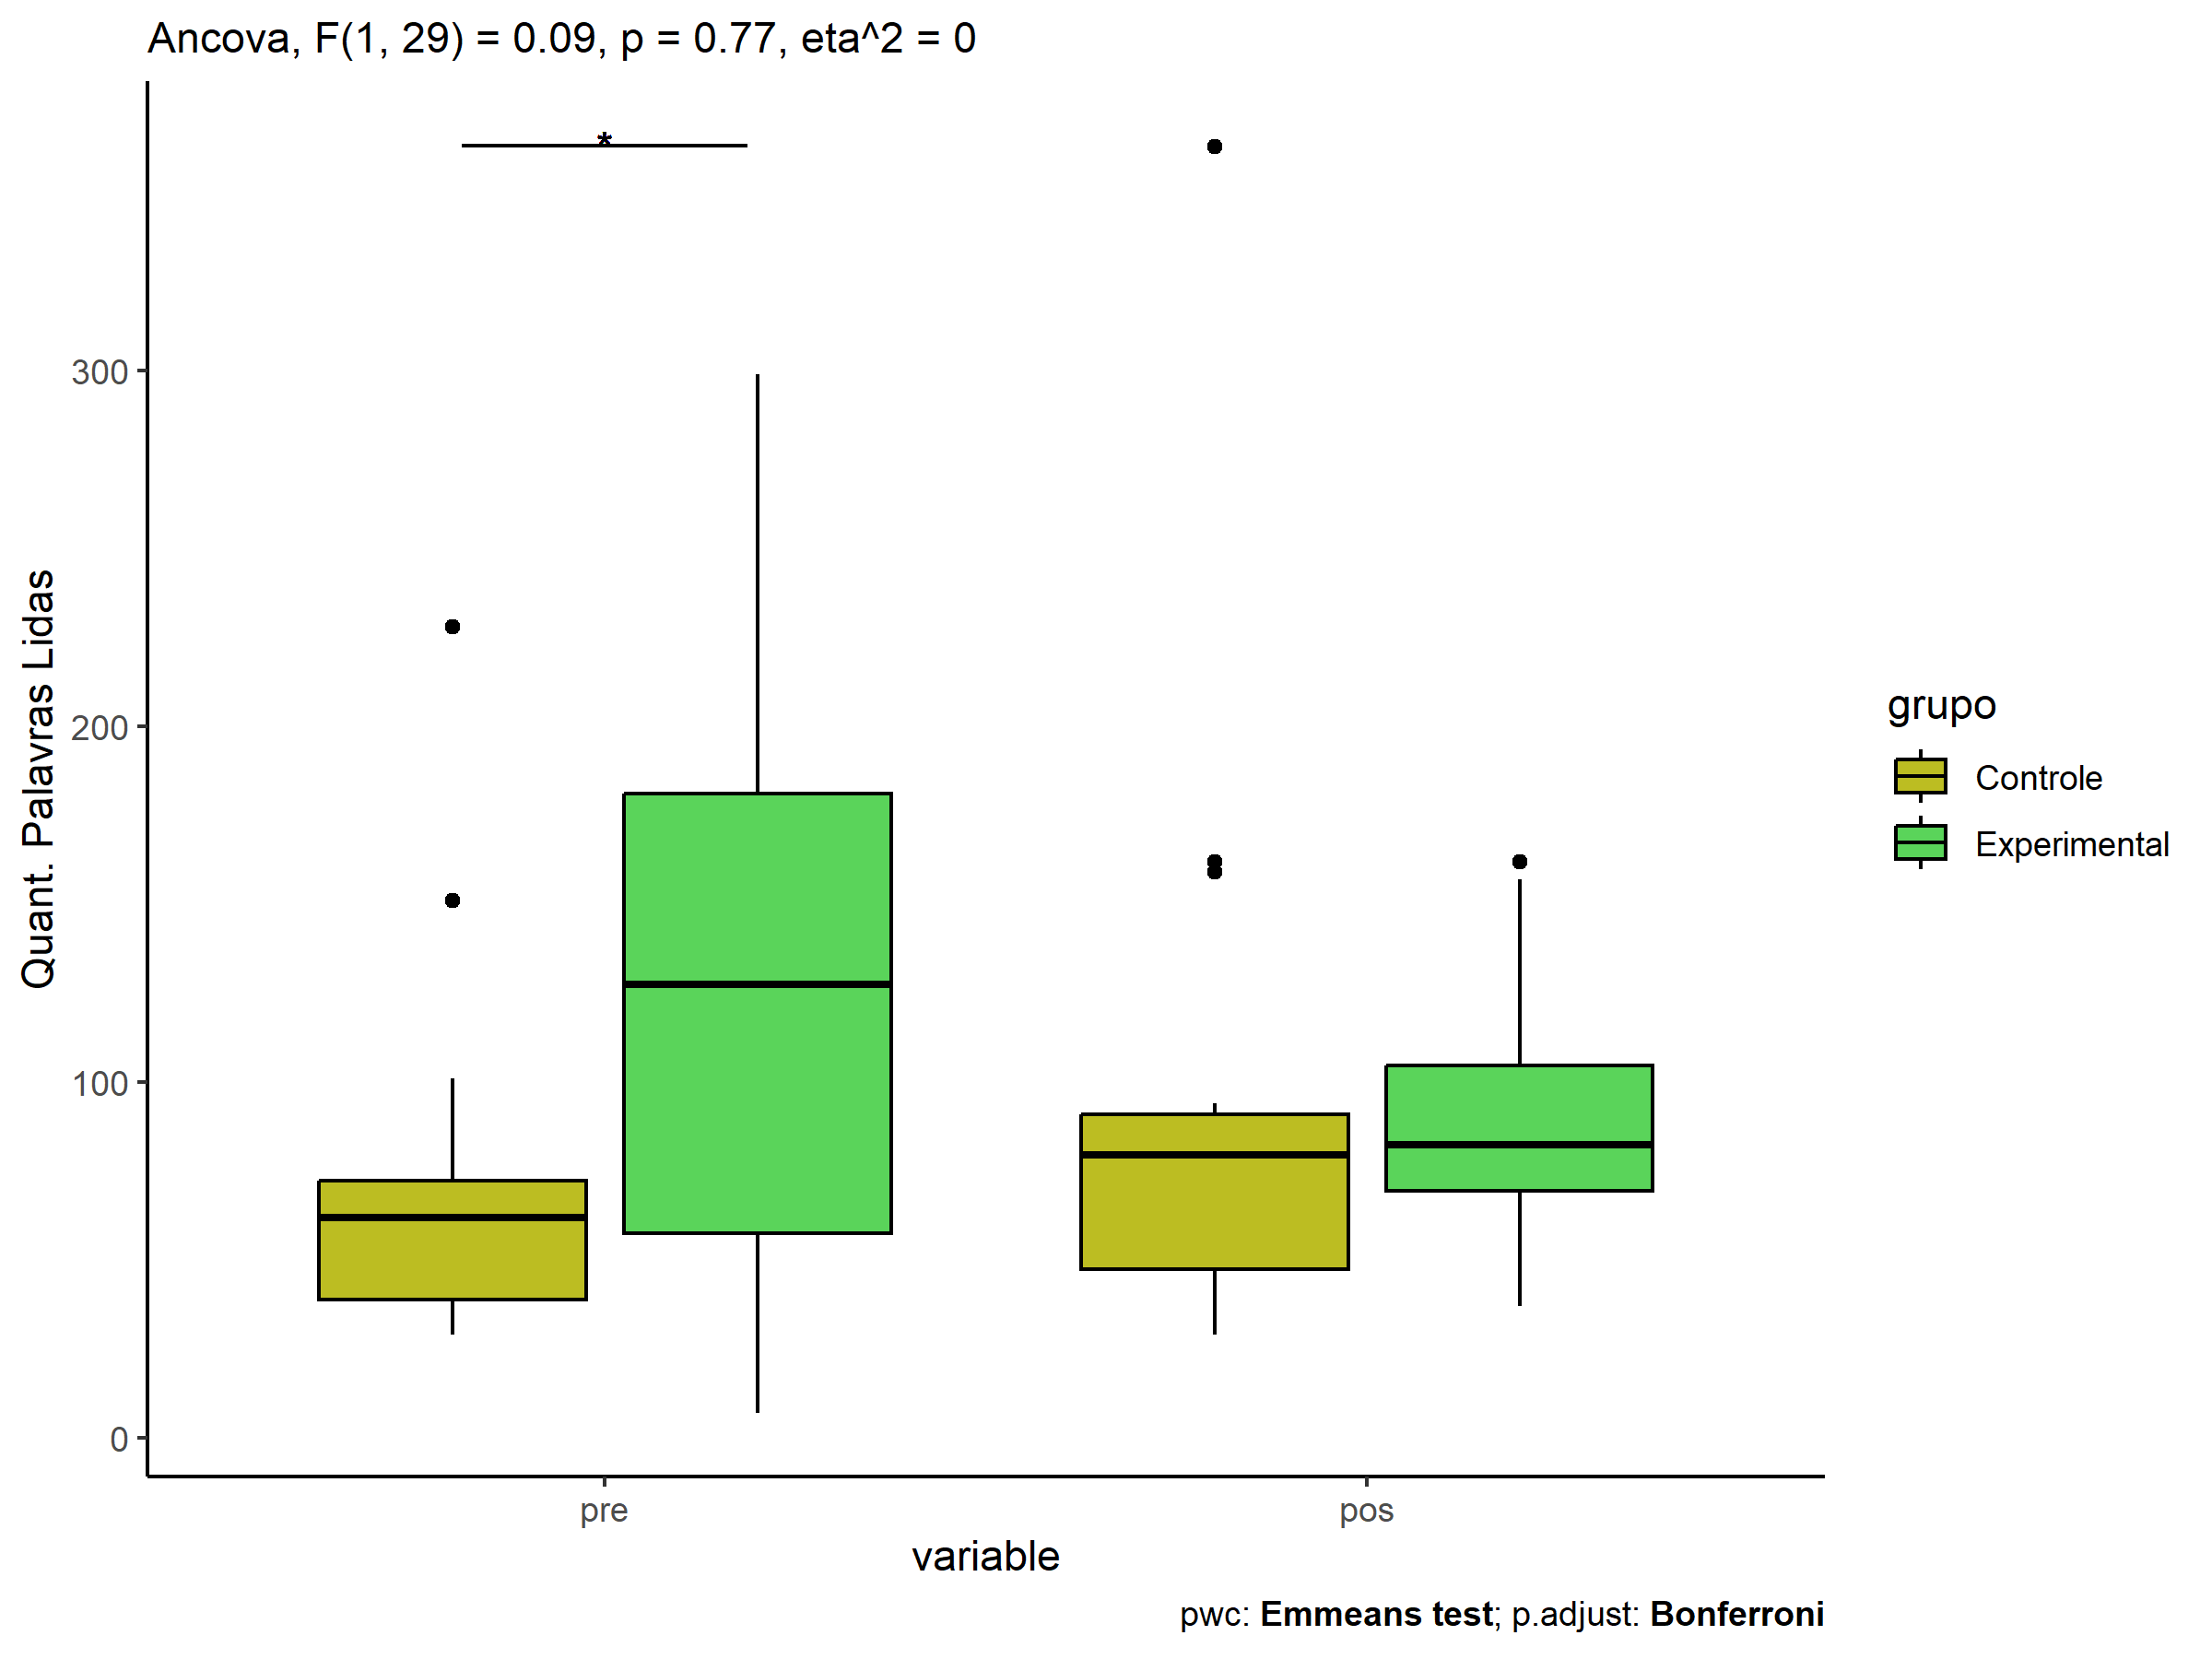 Ancova, F(1, 29) = 0.09, p = 0.77, eta^2 = 0
*
300
200
100
0
Quant. Palavras Lidas
pre
pos
variable
grupo
Controle
Experimental
pwc: Emmeans test; p.adjust: Bonferroni